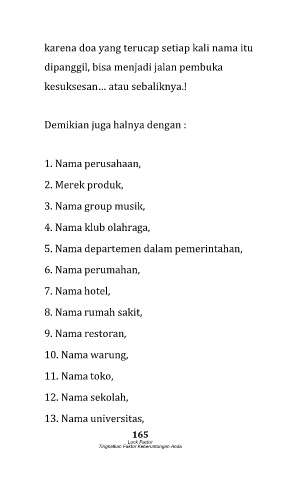 karena doa yang terucap setiap kali nama itu
dipanggil, bisa menjadi jalan pembuka
kesuksesan… atau sebaliknya.!
Demikian juga halnya dengan :
1. Nama perusahaan,
2. Merek produk,
3. Nama group musik,
4. Nama klub olahraga,
5. Nama departemen dalam pemerintahan,
6. Nama perumahan,
7. Nama hotel,
8. Nama rumah sakit,
9. Nama restoran,
10. Nama warung,
11. Nama toko,
12. Nama sekolah,
13. Nama universitas,
165
Luck Factor
Tingkatkan Faktor Keberuntungan Anda